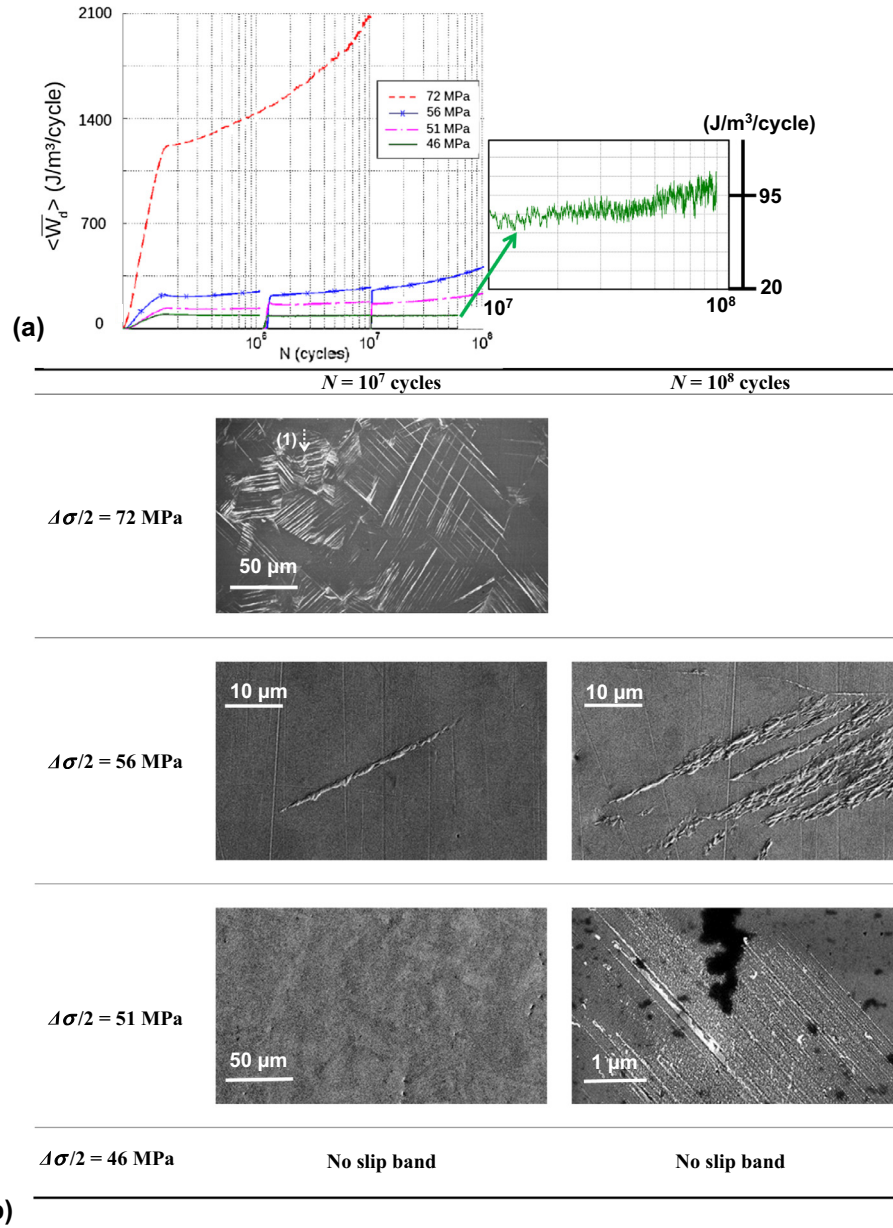 2100
1400
700
0
<W̅d> (J/m³/cycle)
72 MPa
56 MPa
51 MPa
46 MPa
10⁶
10⁷
10⁸
N (cycles)
(J/m³/cycle)
95
20
10⁷
10⁸
(a)
N = 10⁷ cycles
N = 10⁸ cycles
Δσ/2 = 72 MPa
(1)
50 μm
Δσ/2 = 56 MPa
10 μm
10 μm
Δσ/2 = 51 MPa
50 μm
1 μm
Δσ/2 = 46 MPa
No slip band
No slip band